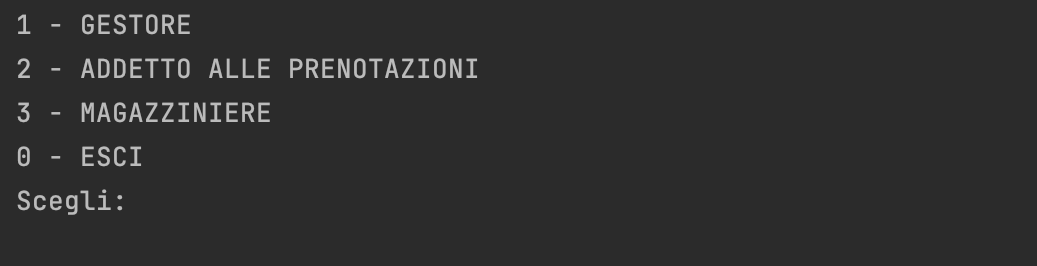 1 - GESTORE
2 - ADDETTO ALLE PRENOTAZIONI
3 - MAGAZZINIERE
0 - ESCI
Scegli: